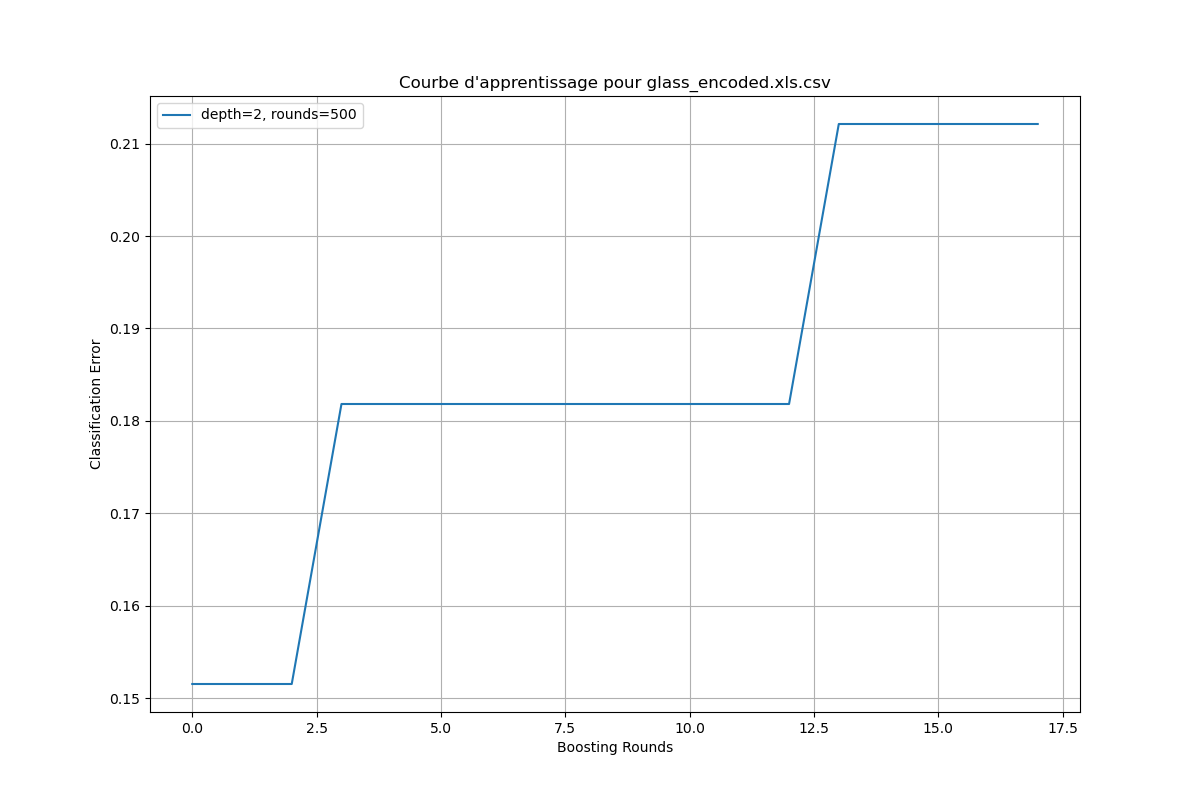 Courbe d'apprentissage pour glass_encoded.xls.csv
depth=2, rounds=500
0.21
0.20
0.19
0.18
0.17
0.16
0.15
Classification Error
0.0 2.5 5.0 7.5 10.0 12.5 15.0 17.5
Boosting Rounds